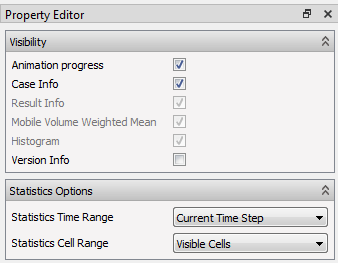 Property Editor
Visibility
Animation progress
Case Info
Result Info
Mobile Volume Weighted Mean
Histogram
Version Info
Statistics Options
Statistics Time Range Current Time Step
Statistics Cell Range Visible Cells